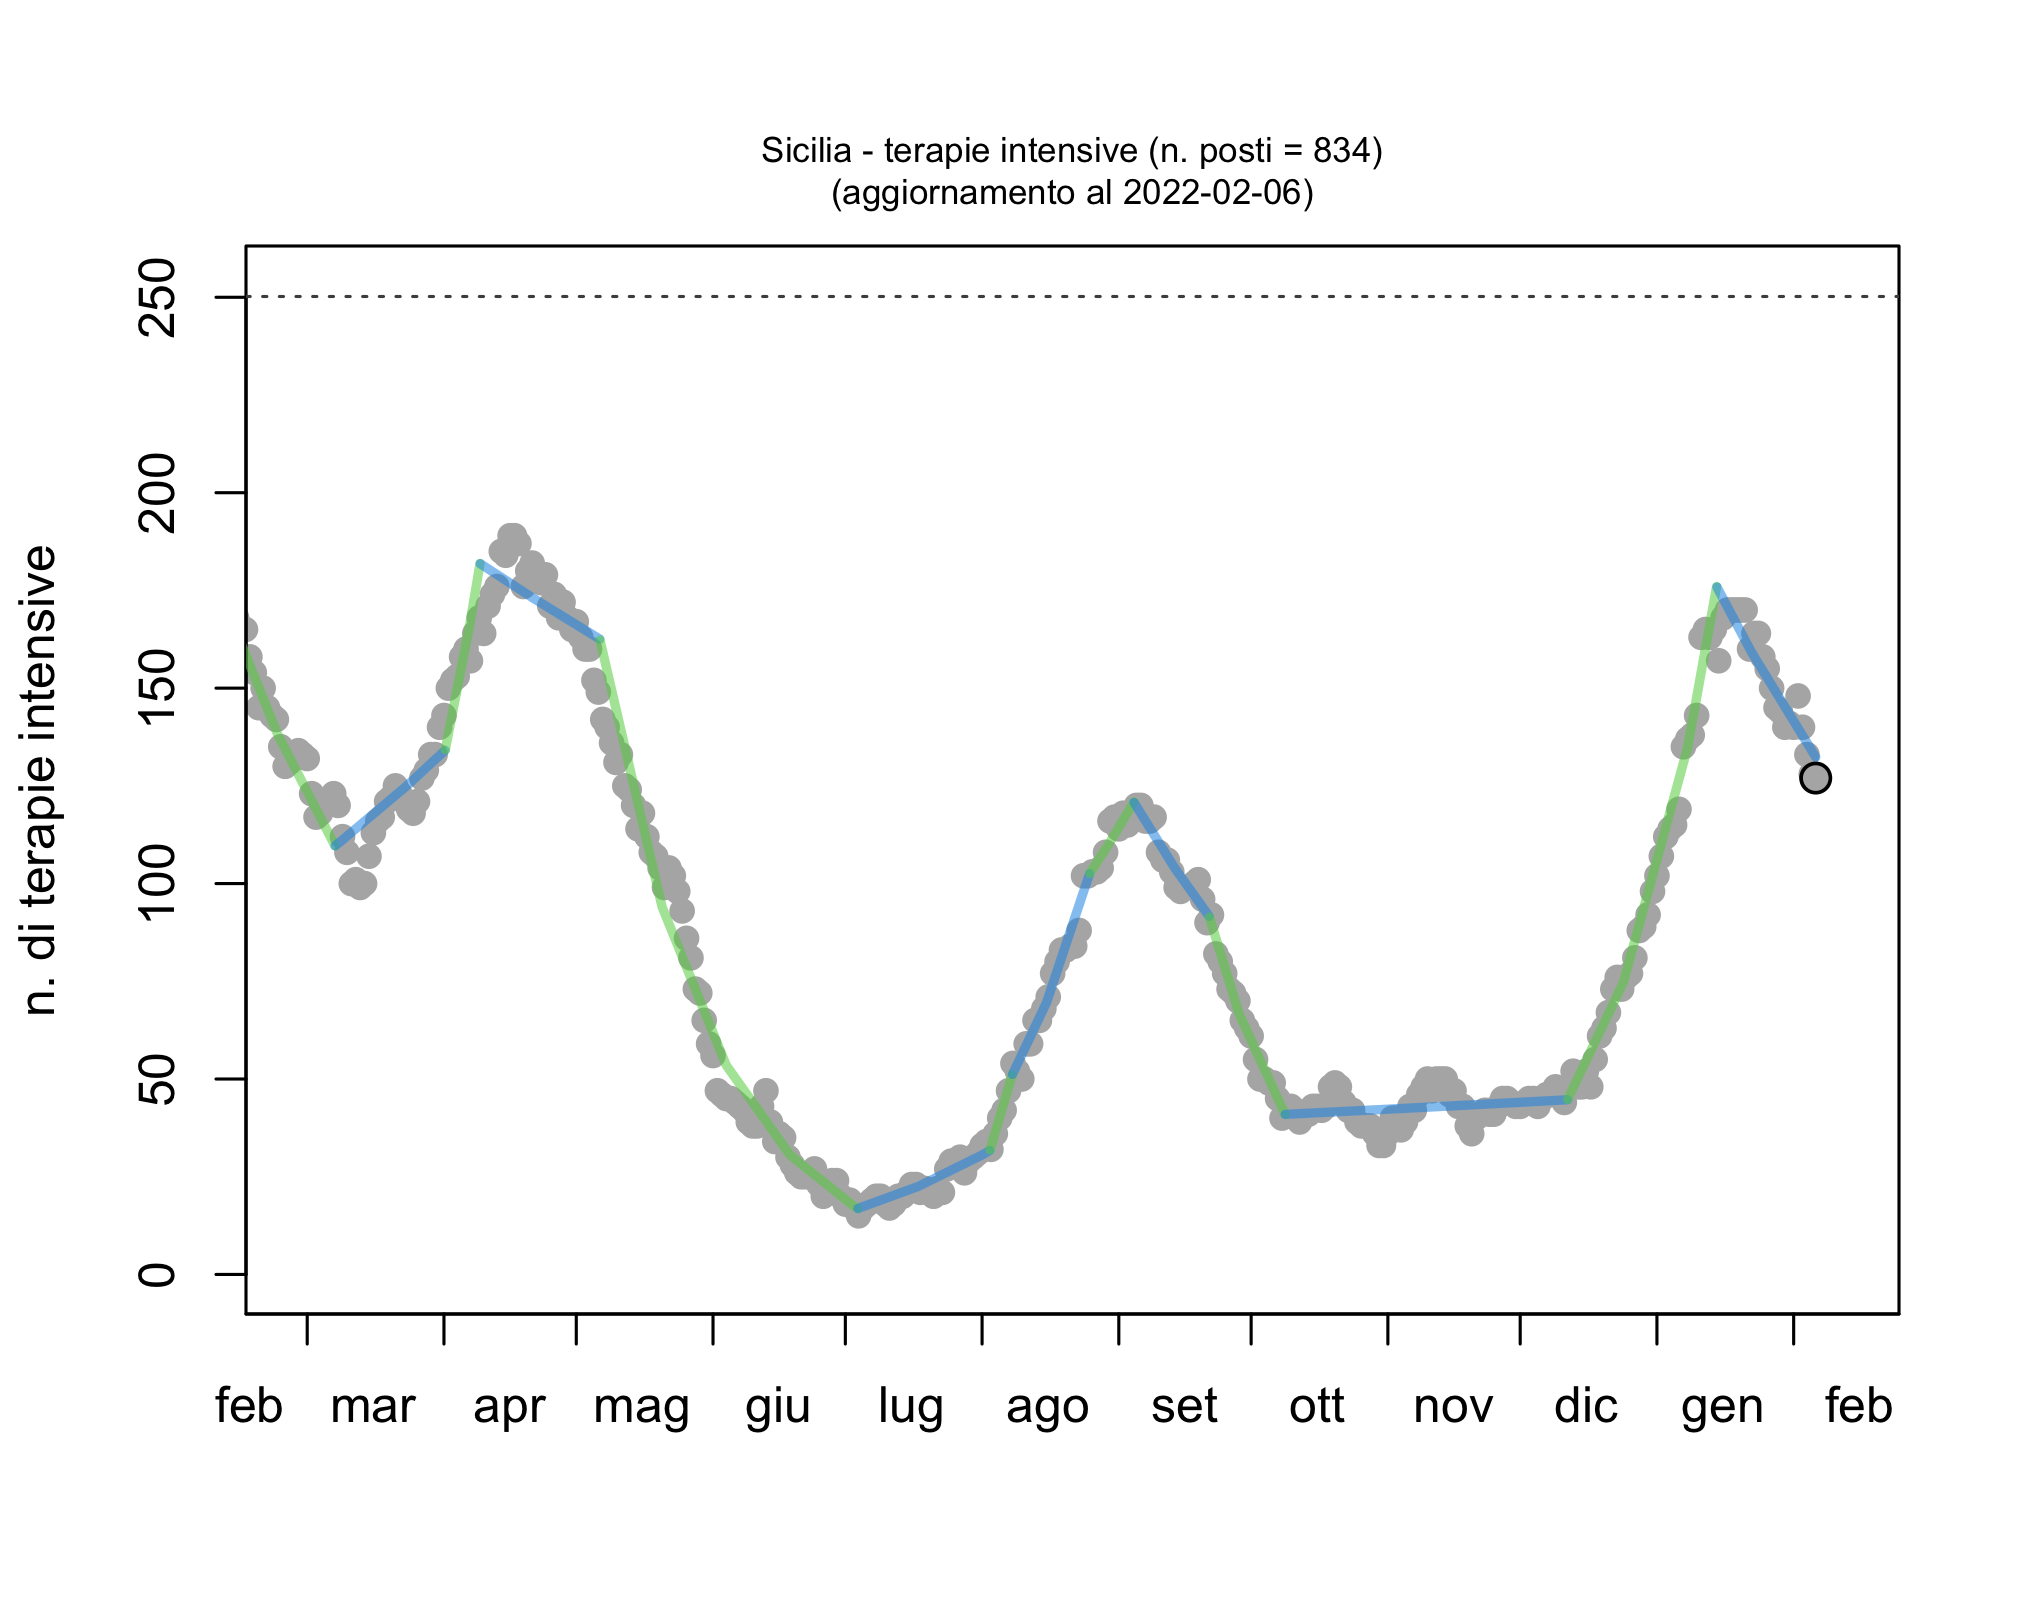 Sicilia - terapie intensive (n. posti = 834)
(aggiornamento al 2022-02-06)
n. di terapie intensive
250
200
150
100
50
0
feb mar apr mag giu lug ago set ott nov dic gen feb